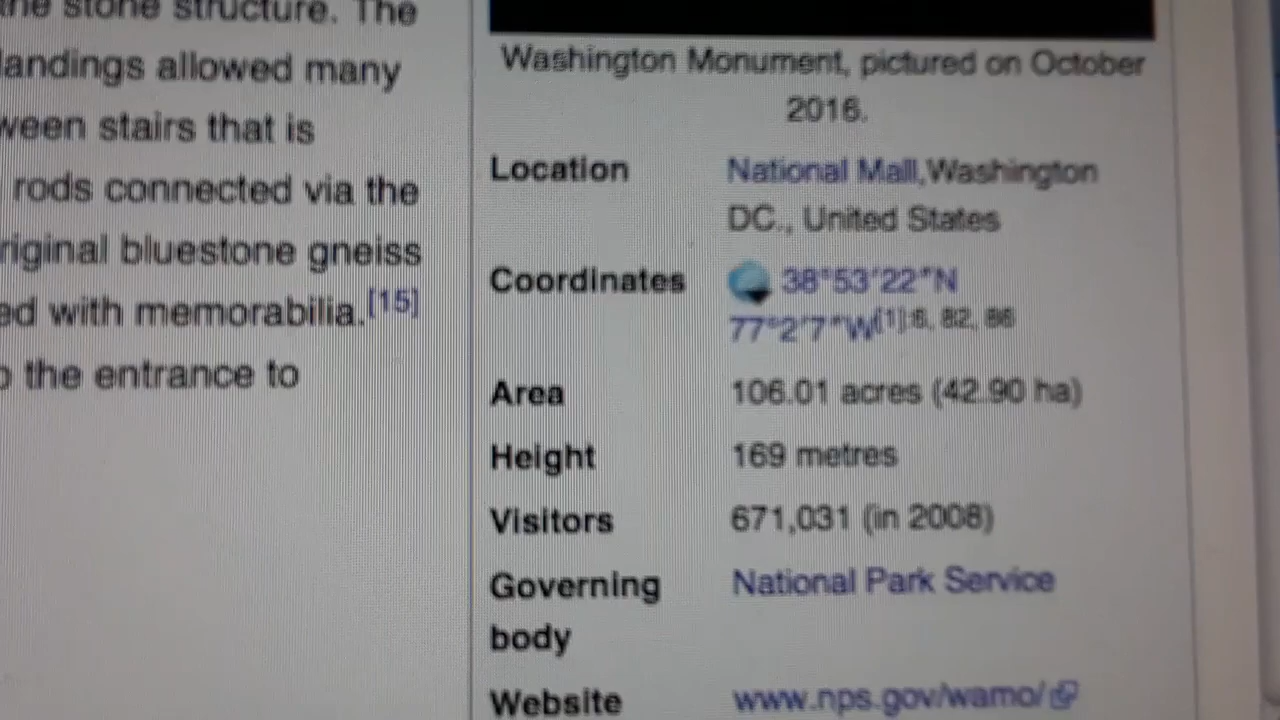 the stone structure. The
landings allowed many
ween stairs that is
rods connected via the
riginal bluestone gneiss
ed with memorabilia.[15]
o the entrance to
Washington Monument, pictured on October
2016.
Location National Mall,Washington
DC., United States
Coordinates 38°53′22″N
77°2′7″W[1]:6, 82, 86
Area 106.01 acres (42.90 ha)
Height 169 metres
Visitors 671,031 (in 2008)
Governing National Park Service
body
Website www.nps.gov/wamo/